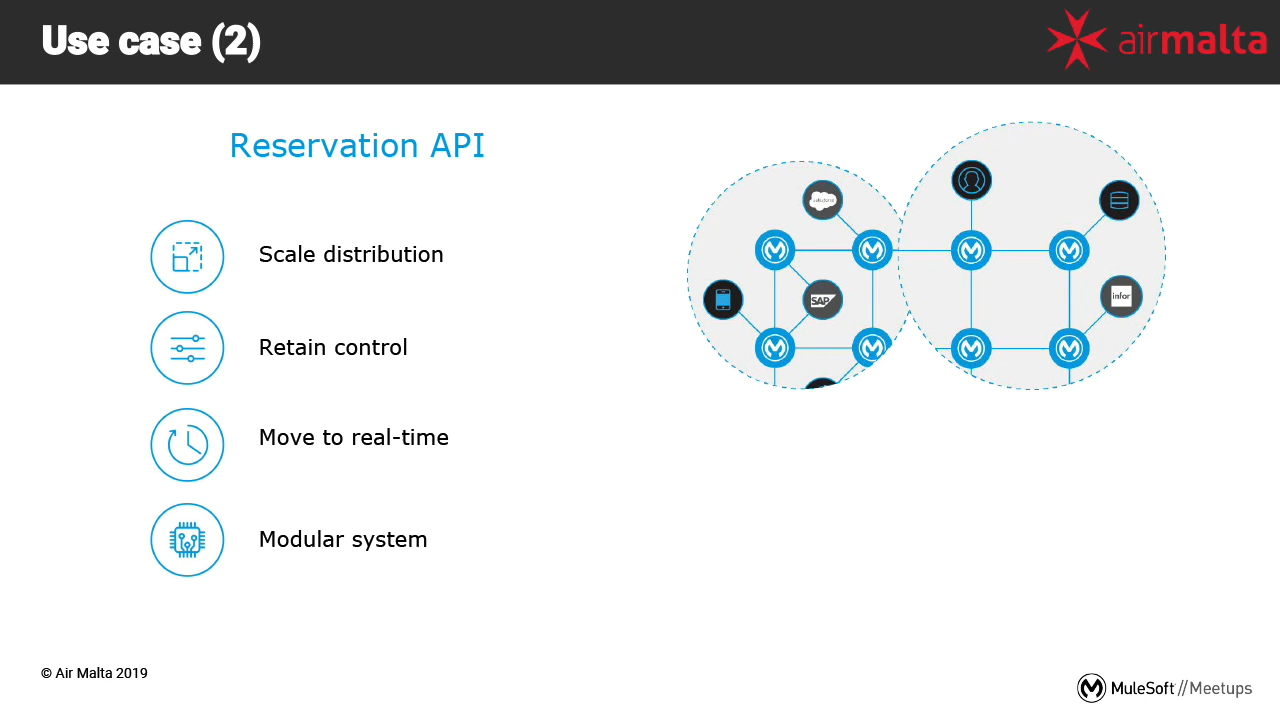 Use case (2)
airmalta
Reservation API
Scale distribution
Retain control
Move to real-time
Modular system
salesforce
SAP
infor
© Air Malta 2019
MuleSoft//Meetups